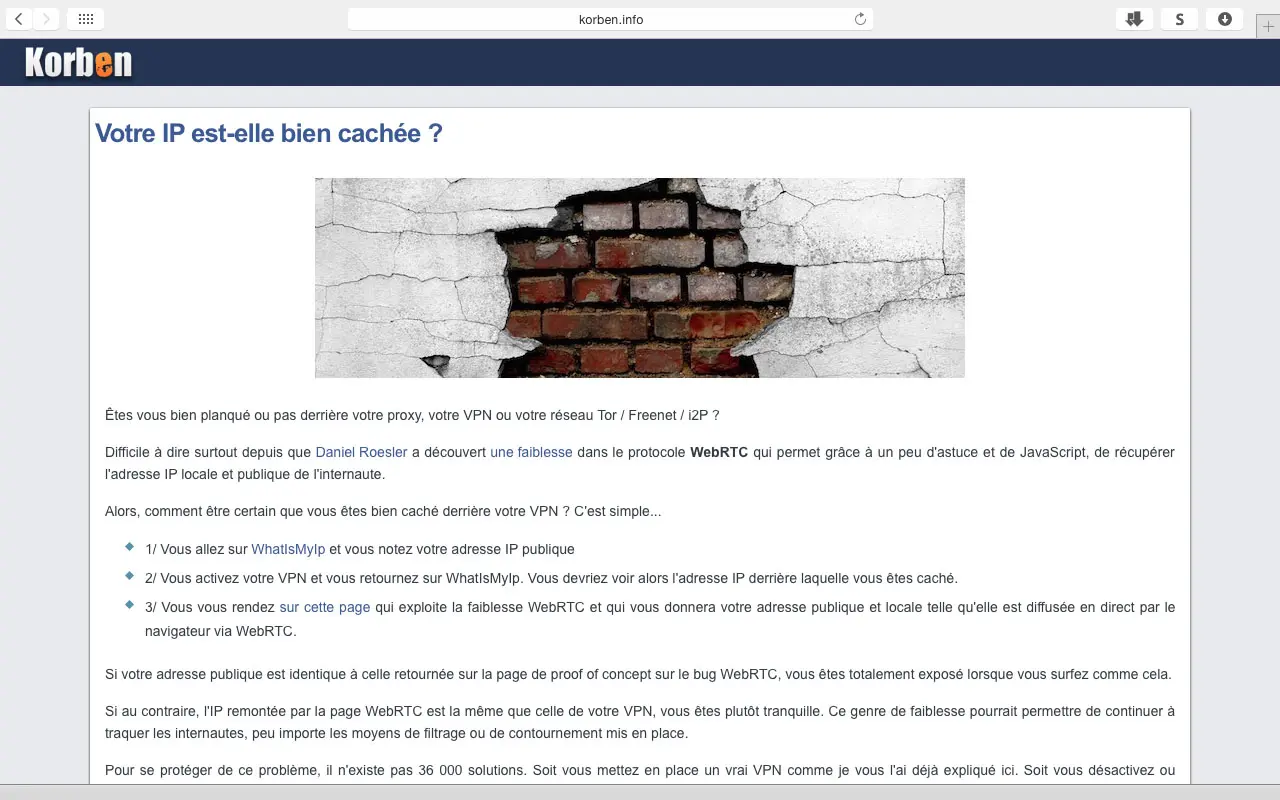 korben.info
S
Korben
Votre IP est-elle bien cachée ?
Êtes vous bien planqué ou pas derrière votre proxy, votre VPN ou votre réseau Tor / Freenet / i2P ?
Difficile à dire surtout depuis que Daniel Roesler a découvert une faiblesse dans le protocole WebRTC qui permet grâce à un peu d'astuce et de JavaScript, de récupérer
l'adresse IP locale et publique de l'internaute.
Alors, comment être certain que vous êtes bien caché derrière votre VPN ? C'est simple...
1/ Vous allez sur WhatIsMyIp et vous notez votre adresse IP publique
2/ Vous activez votre VPN et vous retournez sur WhatIsMyIp. Vous devriez voir alors l'adresse IP derrière laquelle vous êtes caché.
3/ Vous vous rendez sur cette page qui exploite la faiblesse WebRTC et qui vous donnera votre adresse publique et locale telle qu'elle est diffusée en direct par le
navigateur via WebRTC.
Si votre adresse publique est identique à celle retournée sur la page de proof of concept sur le bug WebRTC, vous êtes totalement exposé lorsque vous surfez comme cela.
Si au contraire, l'IP remontée par la page WebRTC est la même que celle de votre VPN, vous êtes plutôt tranquille. Ce genre de faiblesse pourrait permettre de continuer à
traquer les internautes, peu importe les moyens de filtrage ou de contournement mis en place.
Pour se protéger de ce problème, il n'existe pas 36 000 solutions. Soit vous mettez en place un vrai VPN comme je vous l'ai déjà expliqué ici. Soit vous désactivez ou